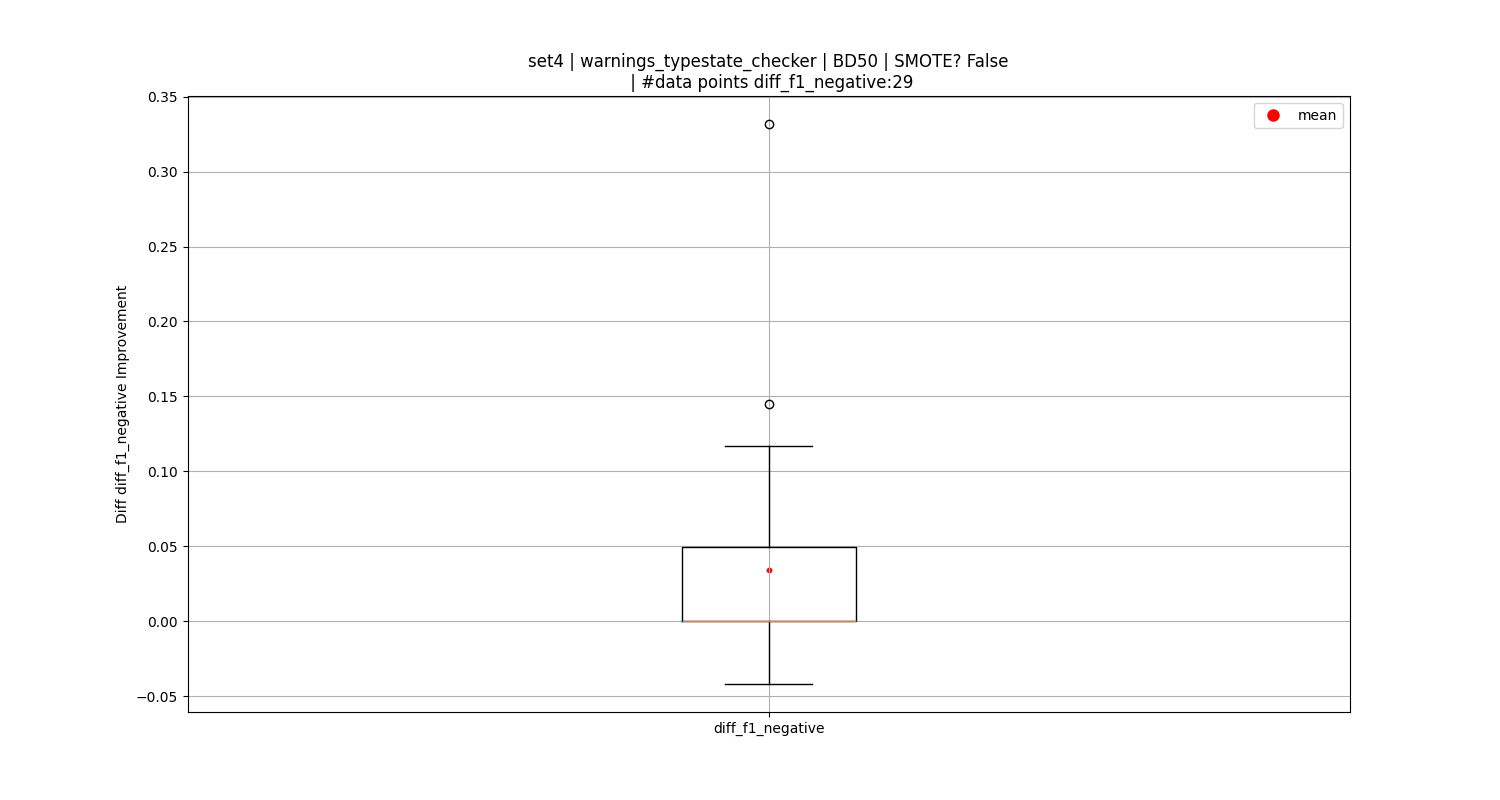 set4 | warnings_typestate_checker | BD50 | SMOTE? False
| #data points diff_f1_negative:29
mean
0.35
0.30
0.25
0.20
0.15
0.10
0.05
0.00
−0.05
Diff diff_f1_negative Improvement
diff_f1_negative